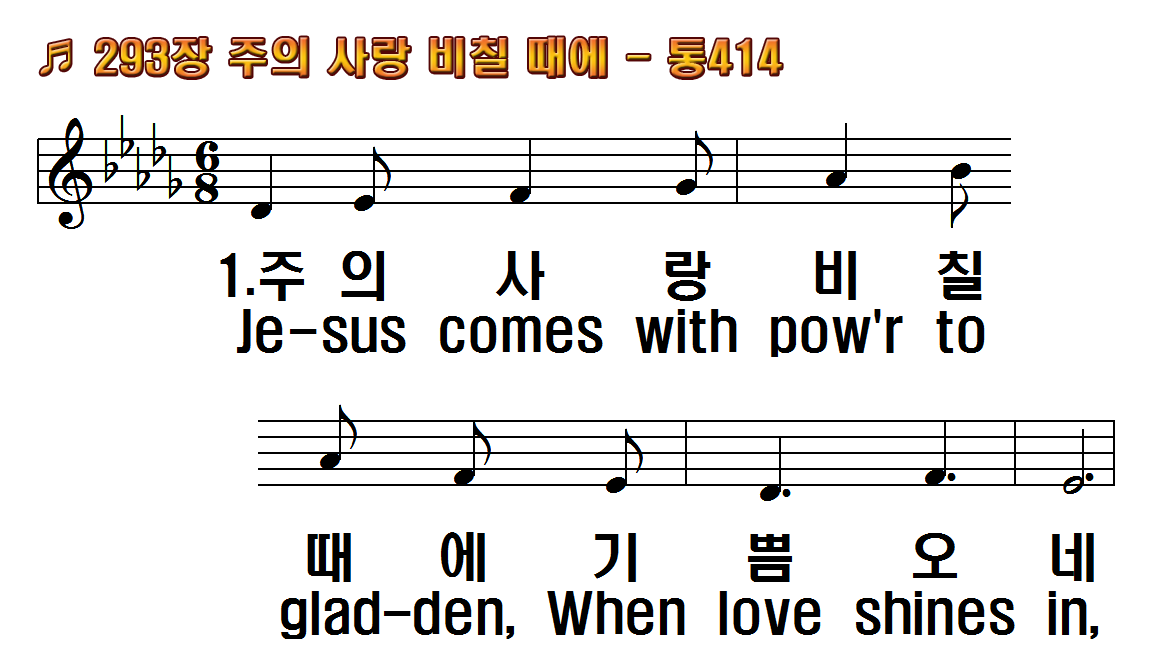 ♬ 293장 주의 사랑 비칠 때에 - 통414
6
8
1.주 의 사 랑 비 칠
Je-sus comes with pow'r to
때 에 기 쁨 오 네
glad-den, When love shines in,